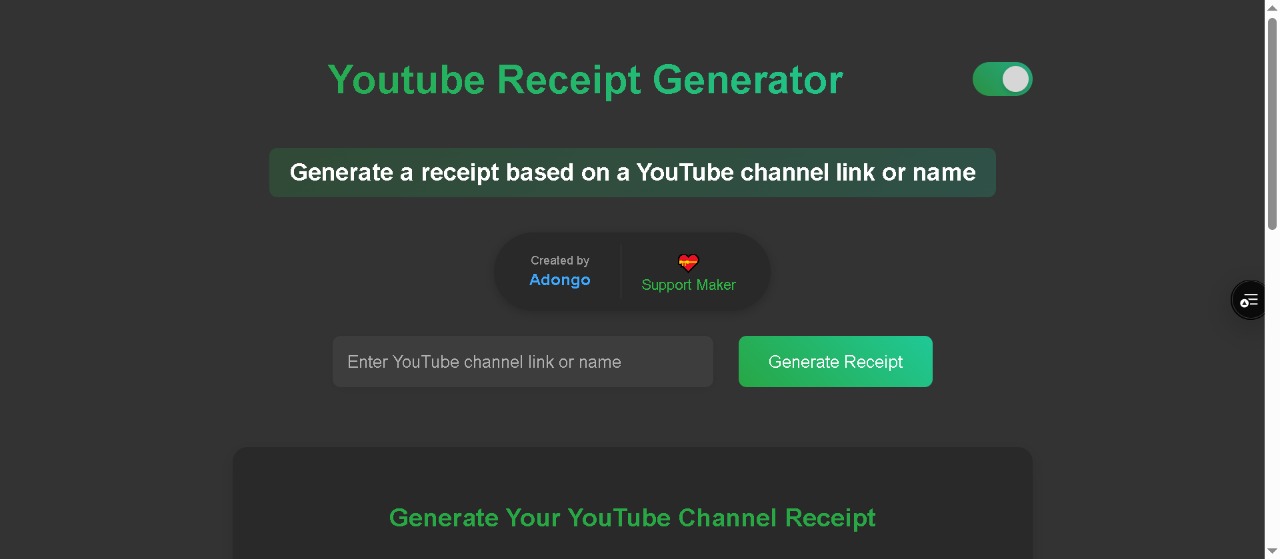 Youtube Receipt Generator
Generate a receipt based on a YouTube channel link or name
Created by
Adongo
Support Maker
Enter YouTube channel link or name
Generate Receipt
Generate Your YouTube Channel Receipt